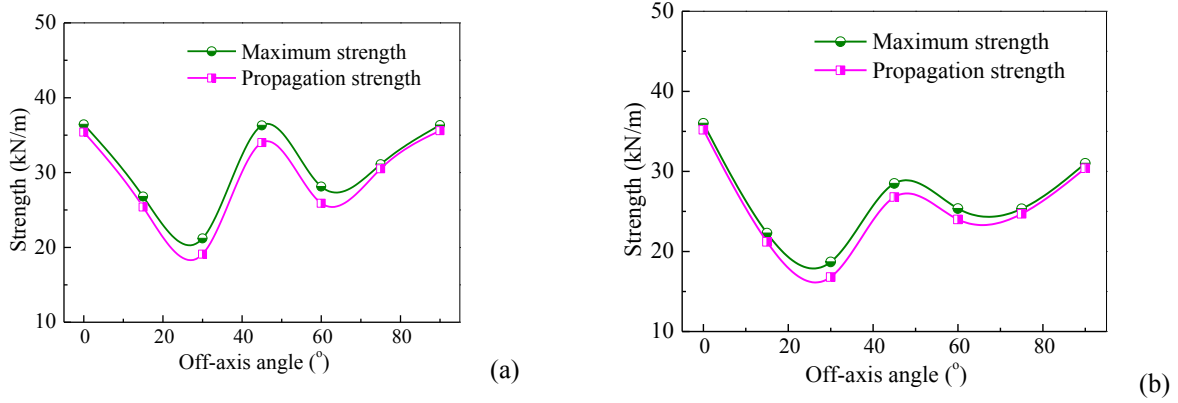 50
40
30
20
10
Strength (kN/m)
Maximum strength
Propagation strength
0
20
40
60
80
Off-axis angle (°)
(a)
50
40
30
20
10
Strength (kN/m)
Maximum strength
Propagation strength
0
20
40
60
80
Off-axis angle (°)
(b)